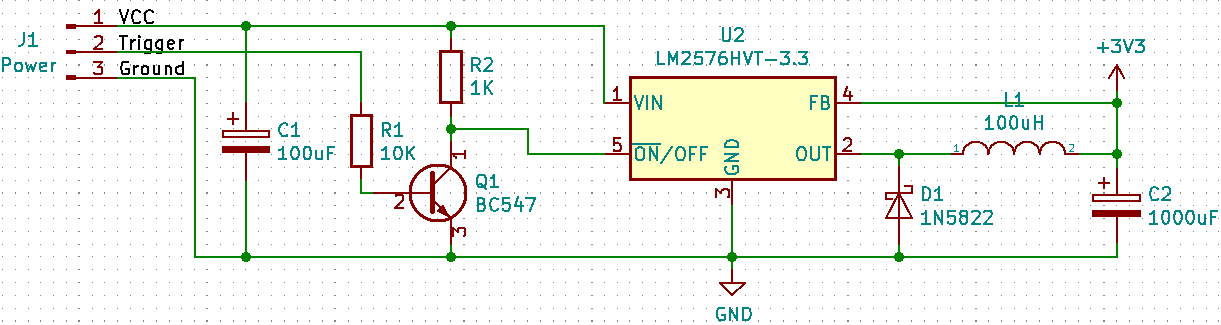 J1
Power
1 VCC
2 Trigger
3 Ground
C1
100uF
R1
10K
R2
1K
1
2
3
Q1
BC547
U2
LM2576HVT-3.3
1 VIN
5 ON/OFF
GND
3
FB 4
OUT 2
L1
100uH
1
2
+3V3
D1
1N5822
C2
1000uF
GND